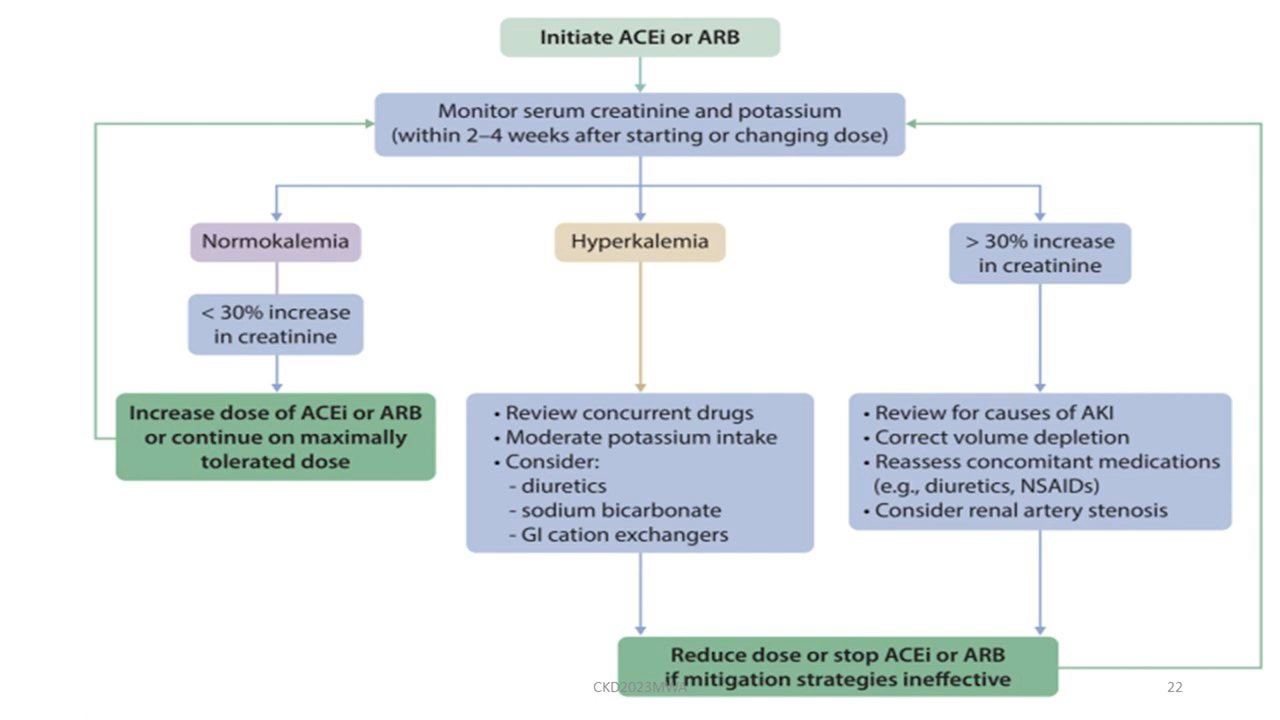 Initiate ACEi or ARB
Monitor serum creatinine and potassium
(within 2–4 weeks after starting or changing dose)
Normokalemia
< 30% increase
in creatinine
Increase dose of ACEi or ARB
or continue on maximally
tolerated dose
Hyperkalemia
• Review concurrent drugs
• Moderate potassium intake
• Consider:
- diuretics
- sodium bicarbonate
- GI cation exchangers
> 30% increase
in creatinine
• Review for causes of AKI
• Correct volume depletion
• Reassess concomitant medications
(e.g., diuretics, NSAIDs)
• Consider renal artery stenosis
Reduce dose or stop ACEi or ARB
if mitigation strategies ineffective
CKD2023MWA
22